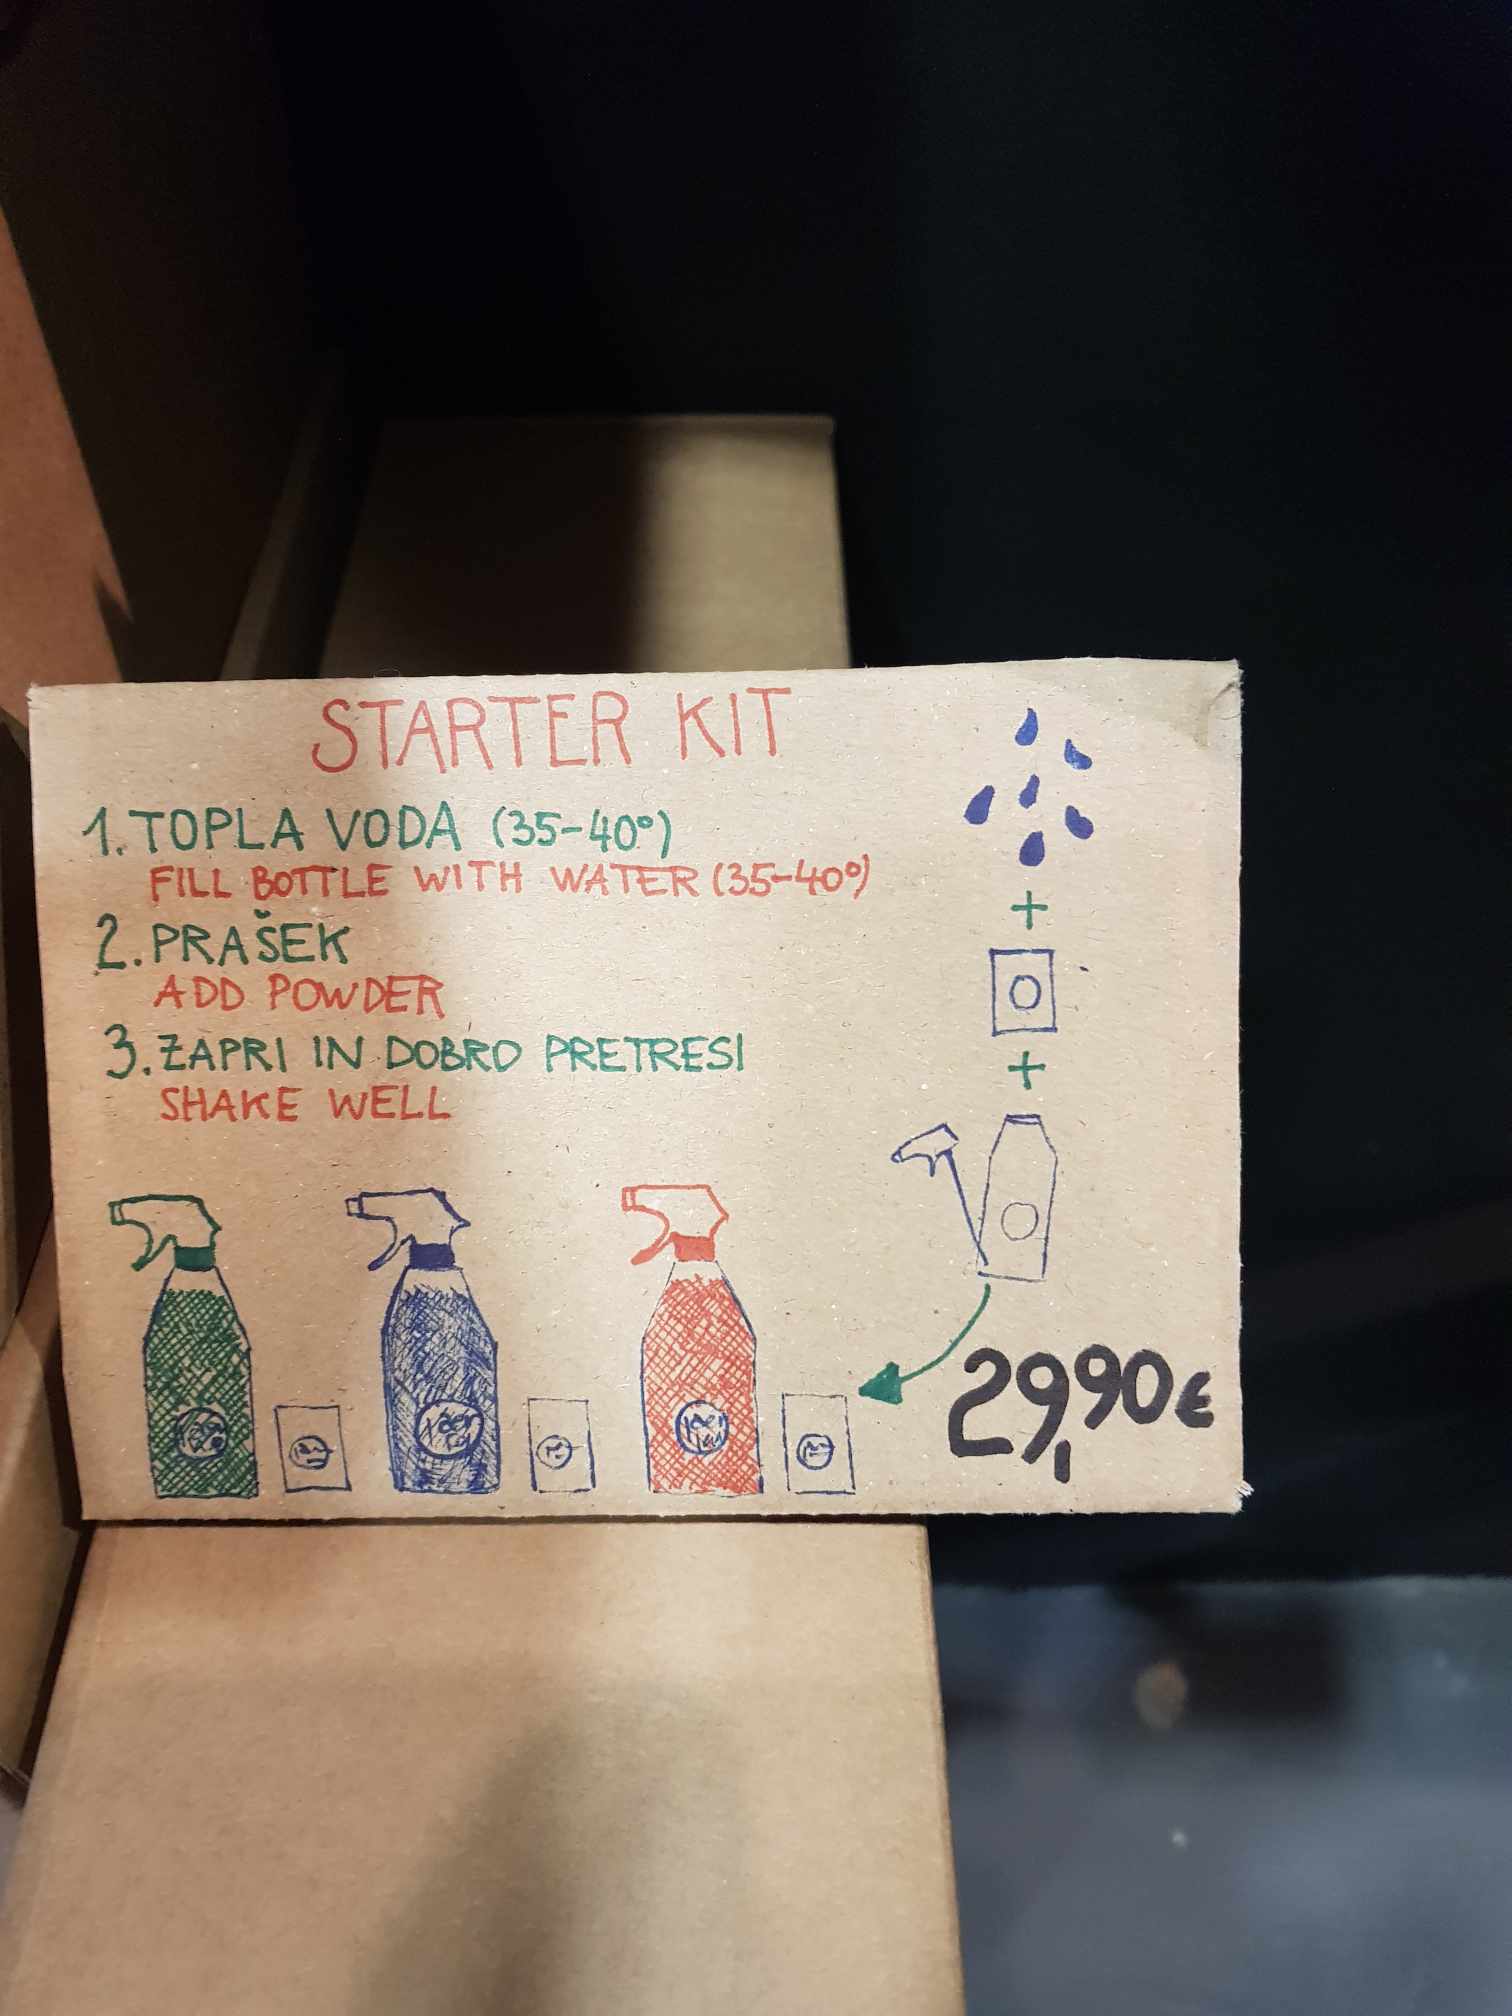 STARTER KIT
1. TOPLA VODA (35-40°)
FILL BOTTLE WITH WATER (35-40°)
2. PRAŠEK
ADD POWDER
3. ZAPRI IN DOBRO PRETRESI
SHAKE WELL
29,90€